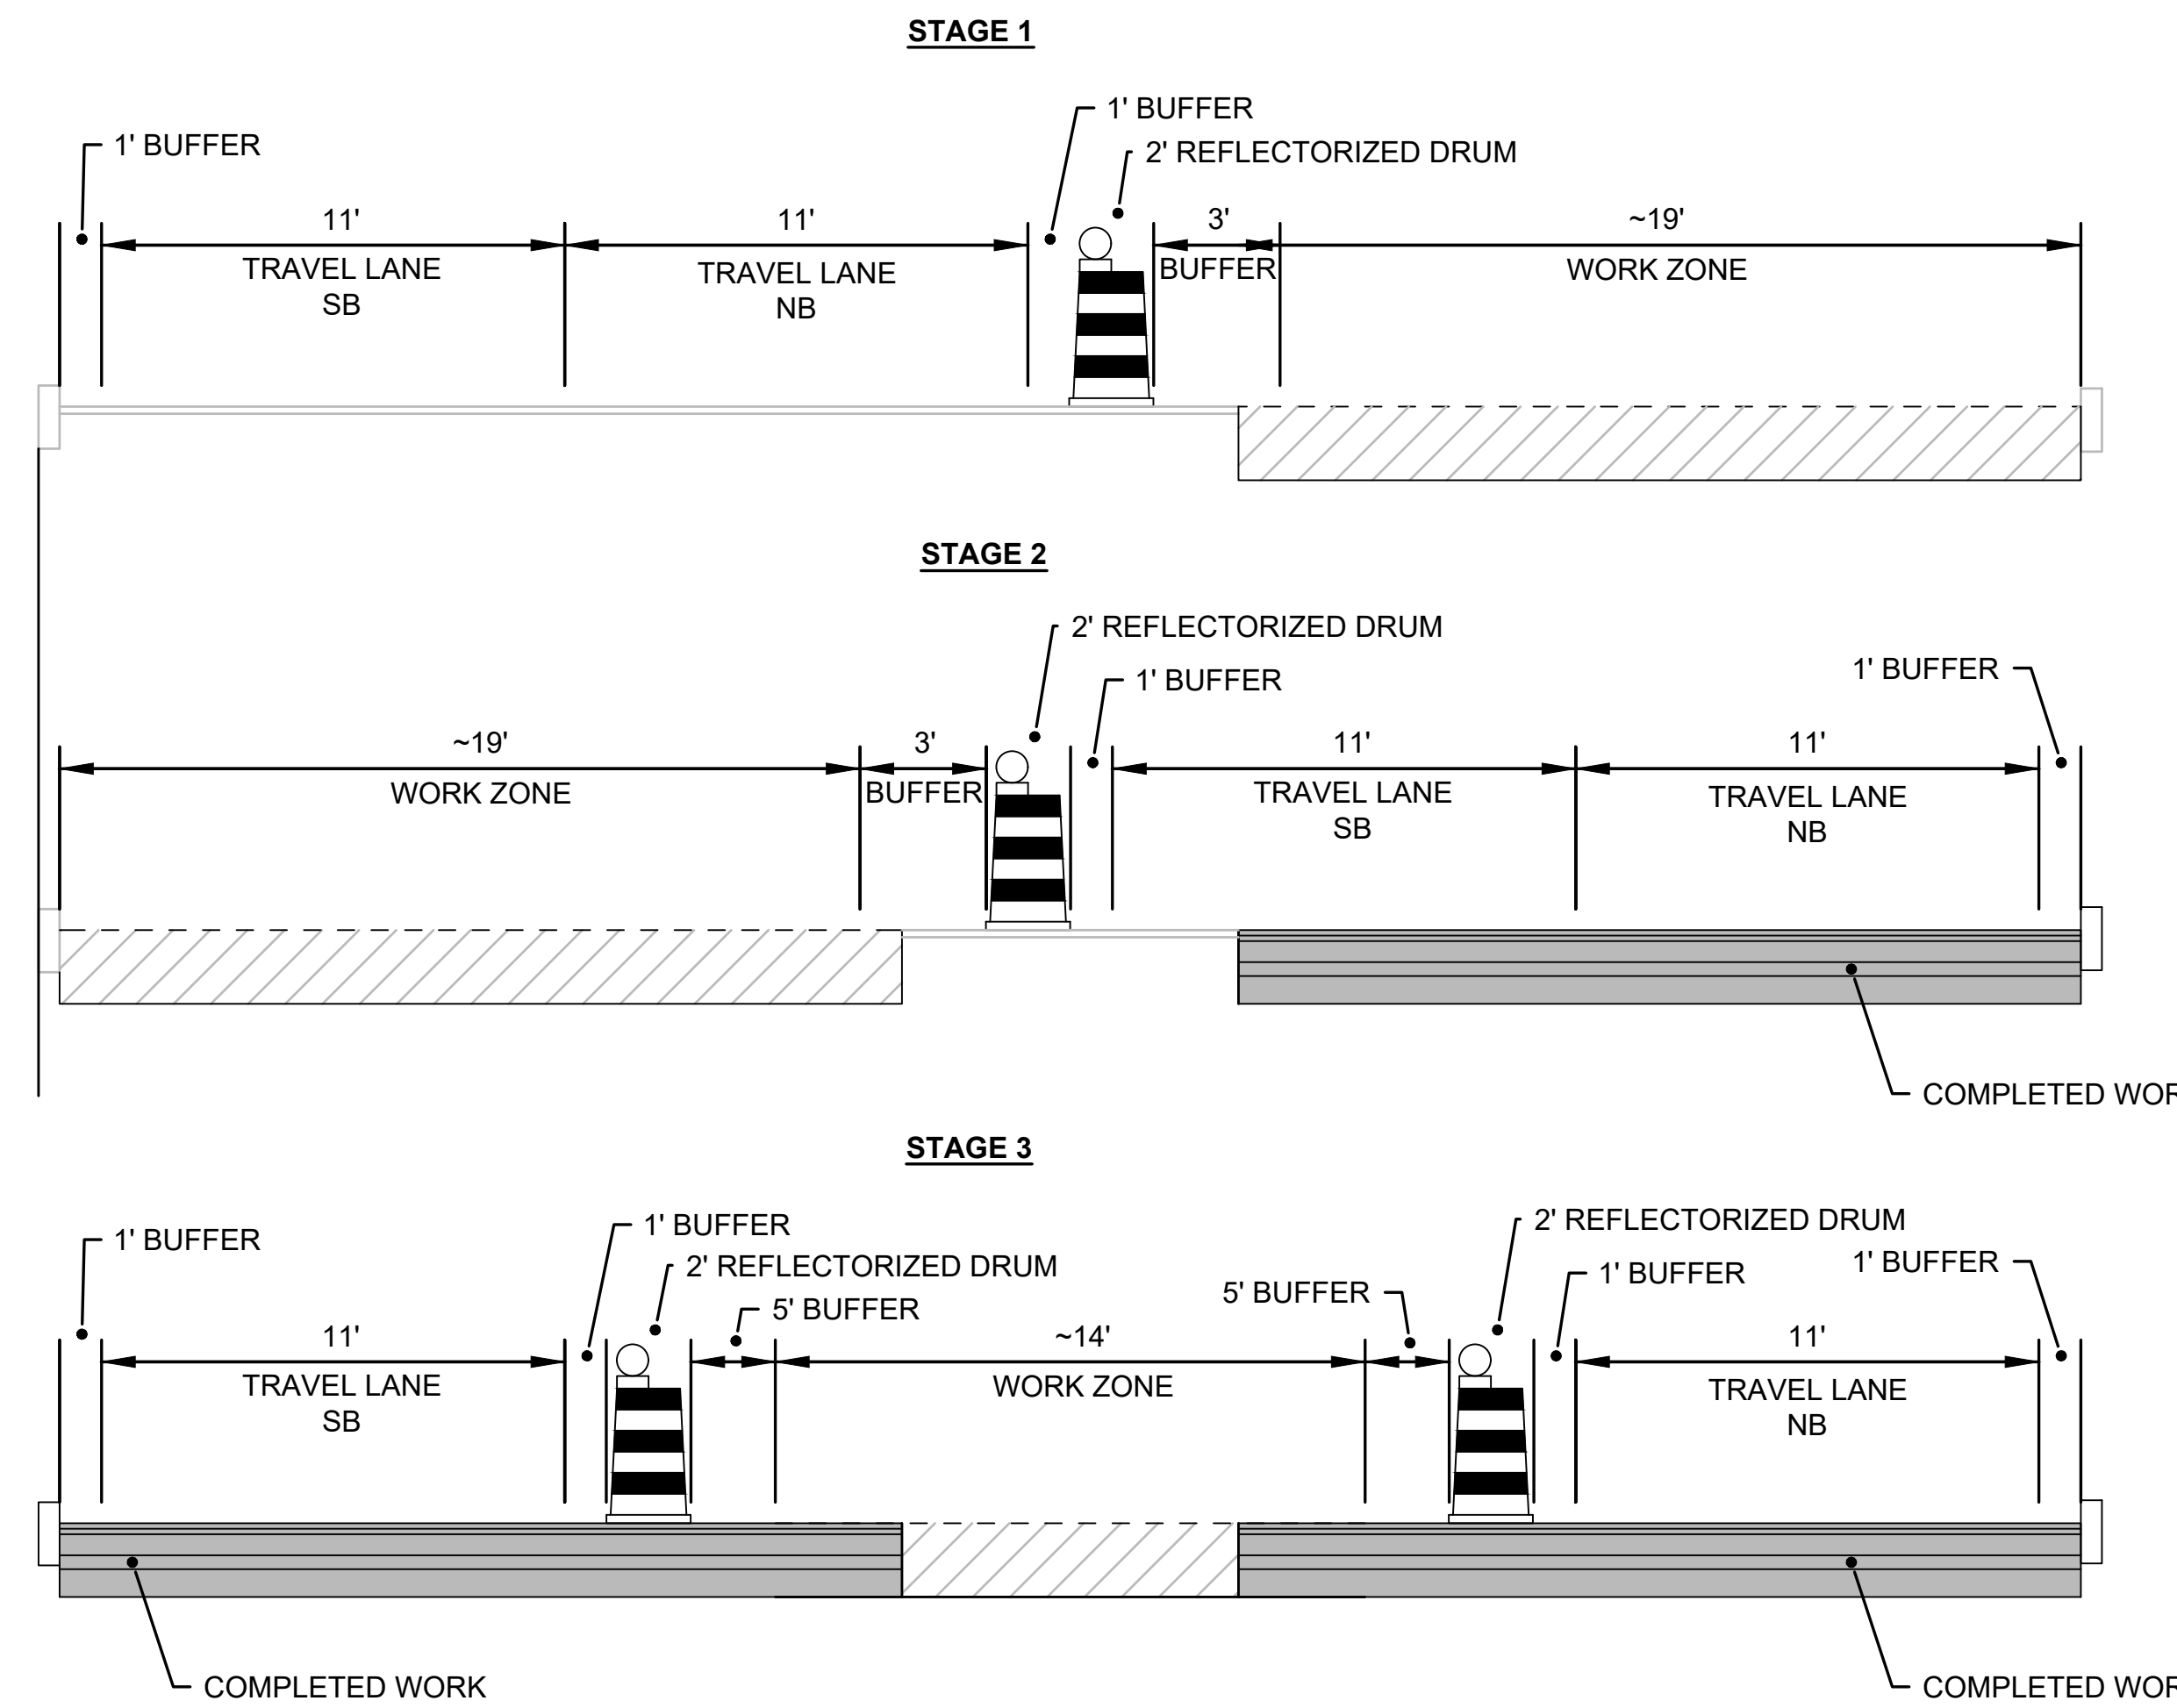 STAGE 1
1' BUFFER
1' BUFFER
2' REFLECTORIZED DRUM
11'
11'
3'
~19'
TRAVEL LANE
SB
TRAVEL LANE
NB
BUFFER
WORK ZONE
STAGE 2
2' REFLECTORIZED DRUM
1' BUFFER
1' BUFFER
~19'
3'
11'
11'
WORK ZONE
BUFFER
TRAVEL LANE
SB
TRAVEL LANE
NB
COMPLETED WOR
STAGE 3
1' BUFFER
1' BUFFER
2' REFLECTORIZED DRUM
5' BUFFER
5' BUFFER
2' REFLECTORIZED DRUM
1' BUFFER
1' BUFFER
11'
~14'
11'
TRAVEL LANE
SB
WORK ZONE
TRAVEL LANE
NB
COMPLETED WORK
COMPLETED WOR